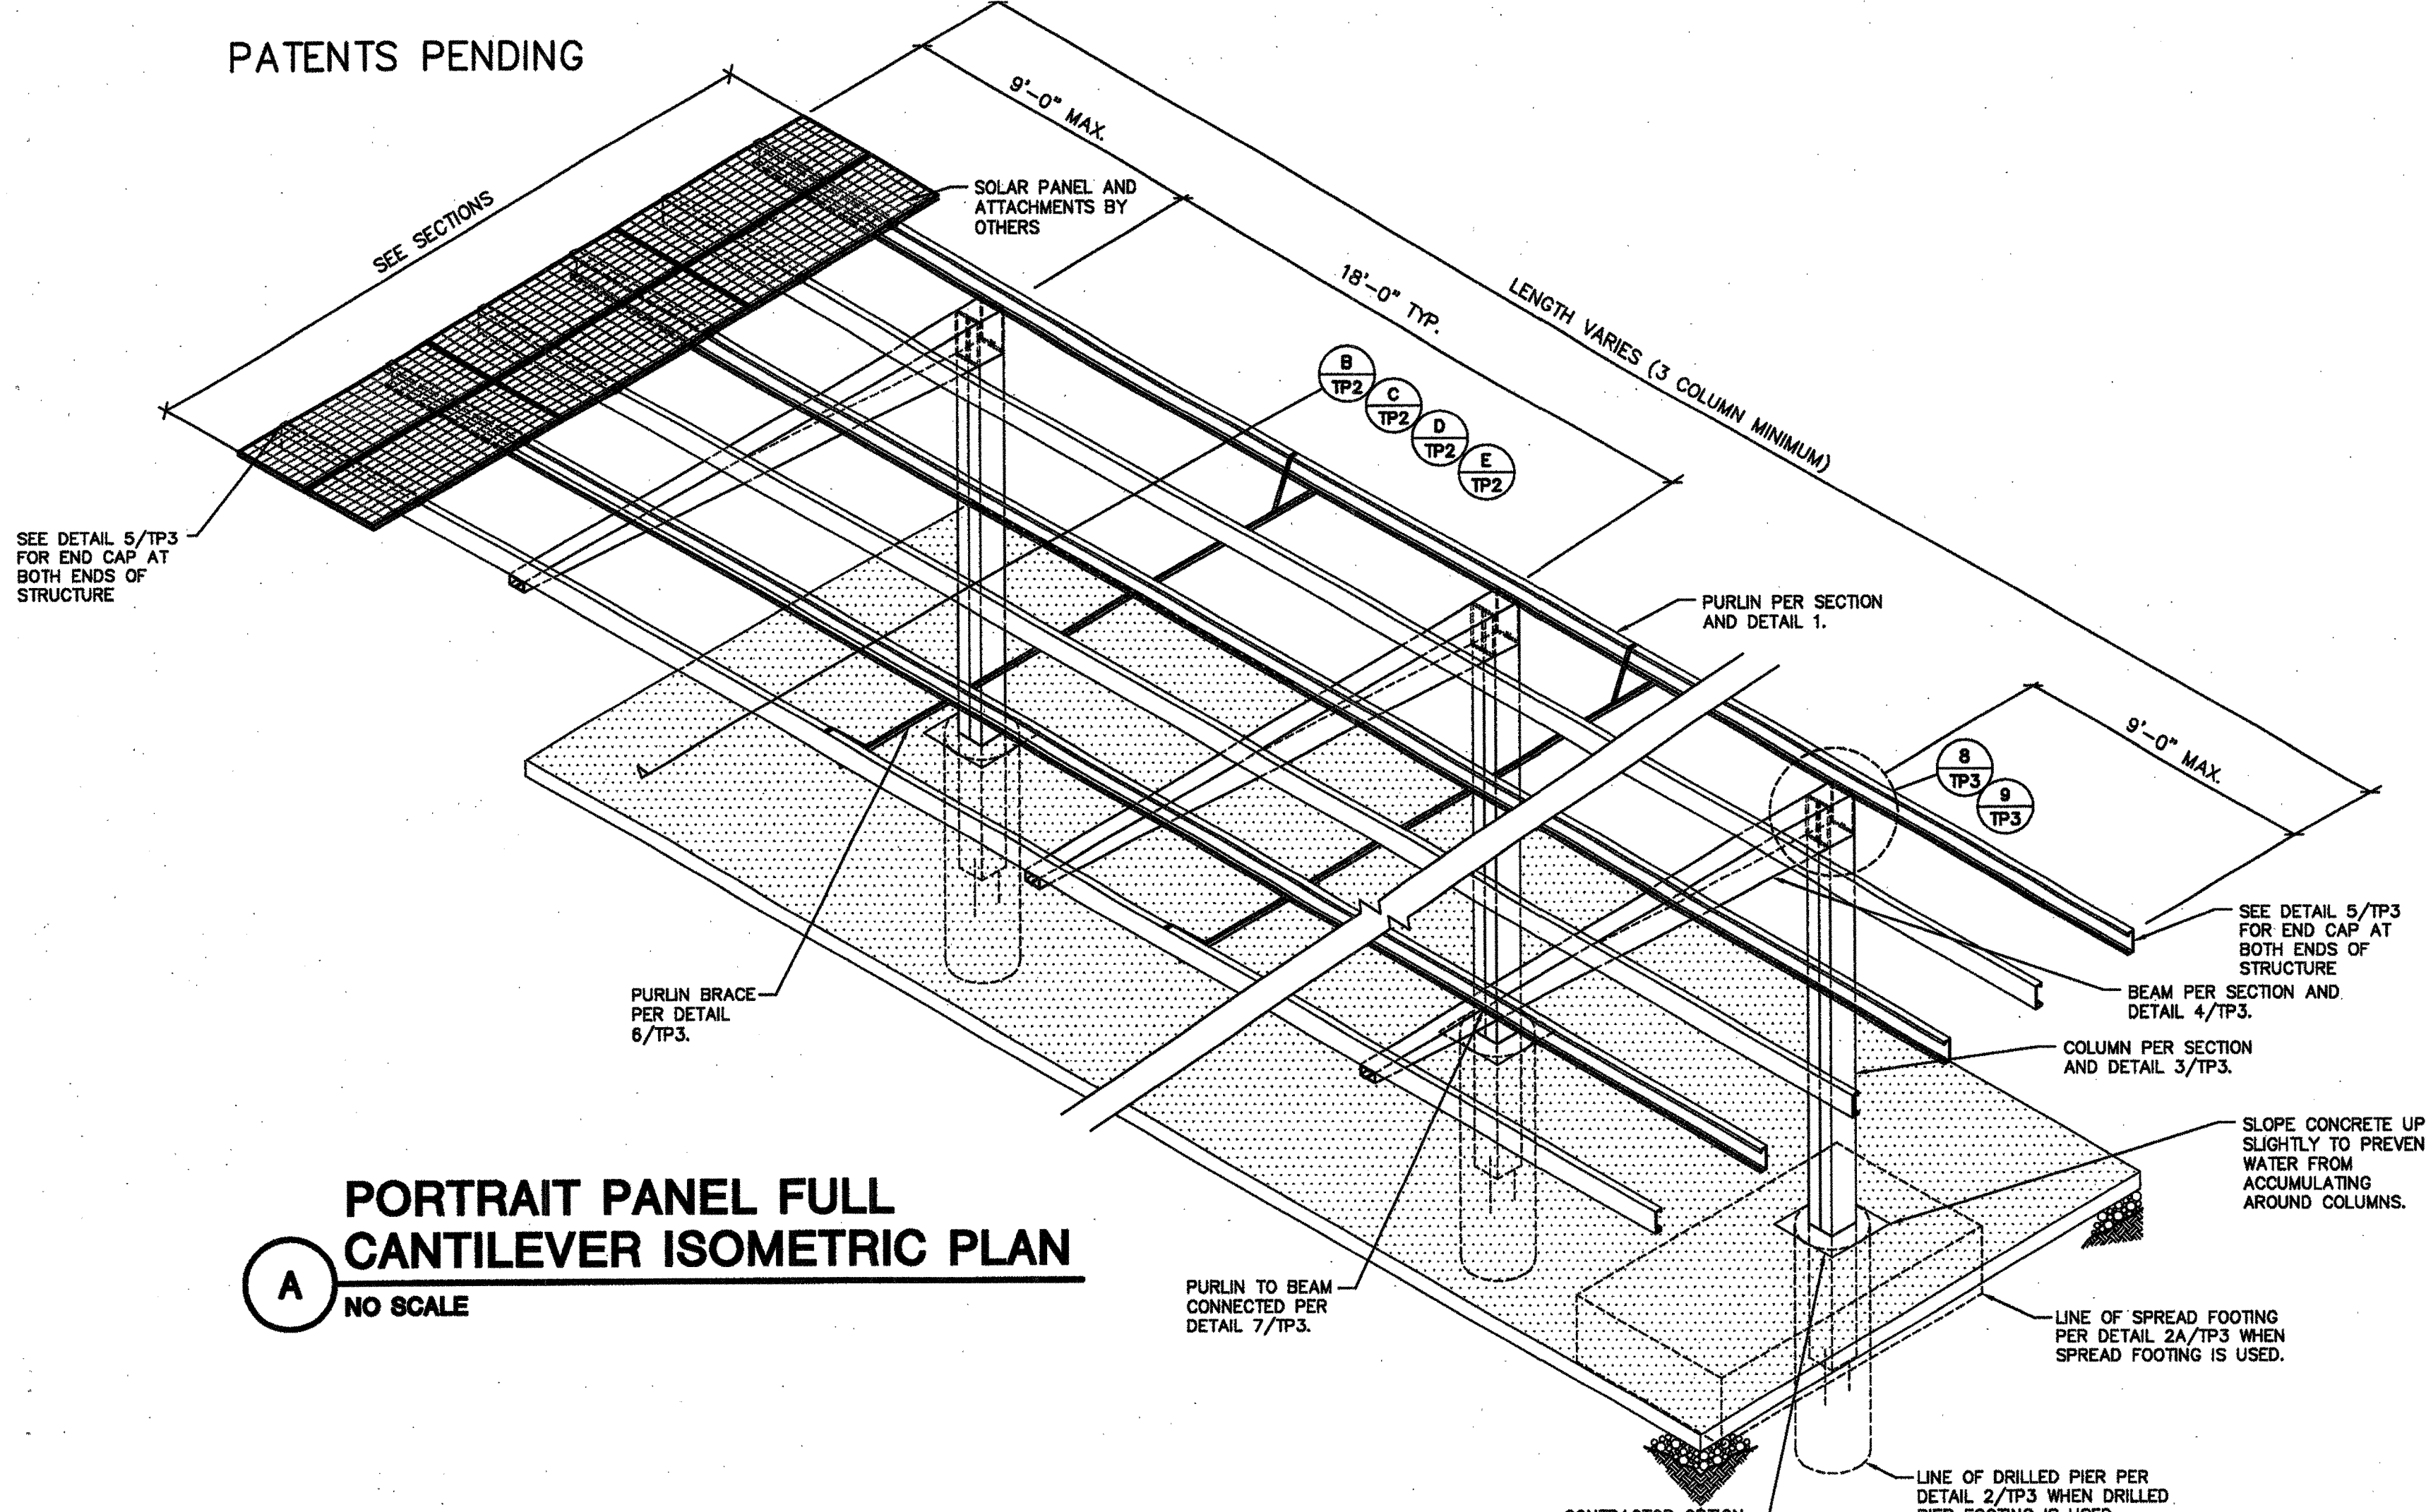 PATENTS PENDING
9'-0" MAX.
SEE SECTIONS
SOLAR PANEL AND
ATTACHMENTS BY
OTHERS
18'-0" TYP.
LENGTH VARIES (3 COLUMN MINIMUM)
B
TP2
C
TP2
D
TP2
E
TP2
SEE DETAIL 5/TP3
FOR END CAP AT
BOTH ENDS OF
STRUCTURE
PURLIN PER SECTION
AND DETAIL 1.
9'-0" MAX.
8
TP3
9
TP3
SEE DETAIL 5/TP3
FOR END CAP AT
BOTH ENDS OF
STRUCTURE
BEAM PER SECTION AND
DETAIL 4/TP3.
PURLIN BRACE
PER DETAIL
6/TP3.
COLUMN PER SECTION
AND DETAIL 3/TP3.
SLOPE CONCRETE UP
SLIGHTLY TO PREVEN
WATER FROM
ACCUMULATING
AROUND COLUMNS.
PORTRAIT PANEL FULL
CANTILEVER ISOMETRIC PLAN
A
NO SCALE
PURLIN TO BEAM
CONNECTED PER
DETAIL 7/TP3.
LINE OF SPREAD FOOTING
PER DETAIL 2A/TP3 WHEN
SPREAD FOOTING IS USED.
LINE OF DRILLED PIER PER
DETAIL 2/TP3 WHEN DRILLED